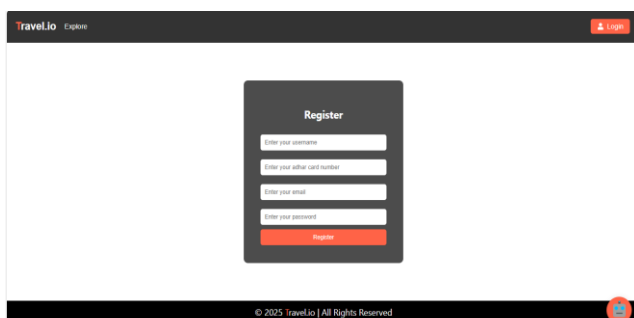 Travel.io Explore Login
Register
Enter your username
Enter your adhar card number
Enter your email
Enter your password
Register
© 2025 Travel.io | All Rights Reserved